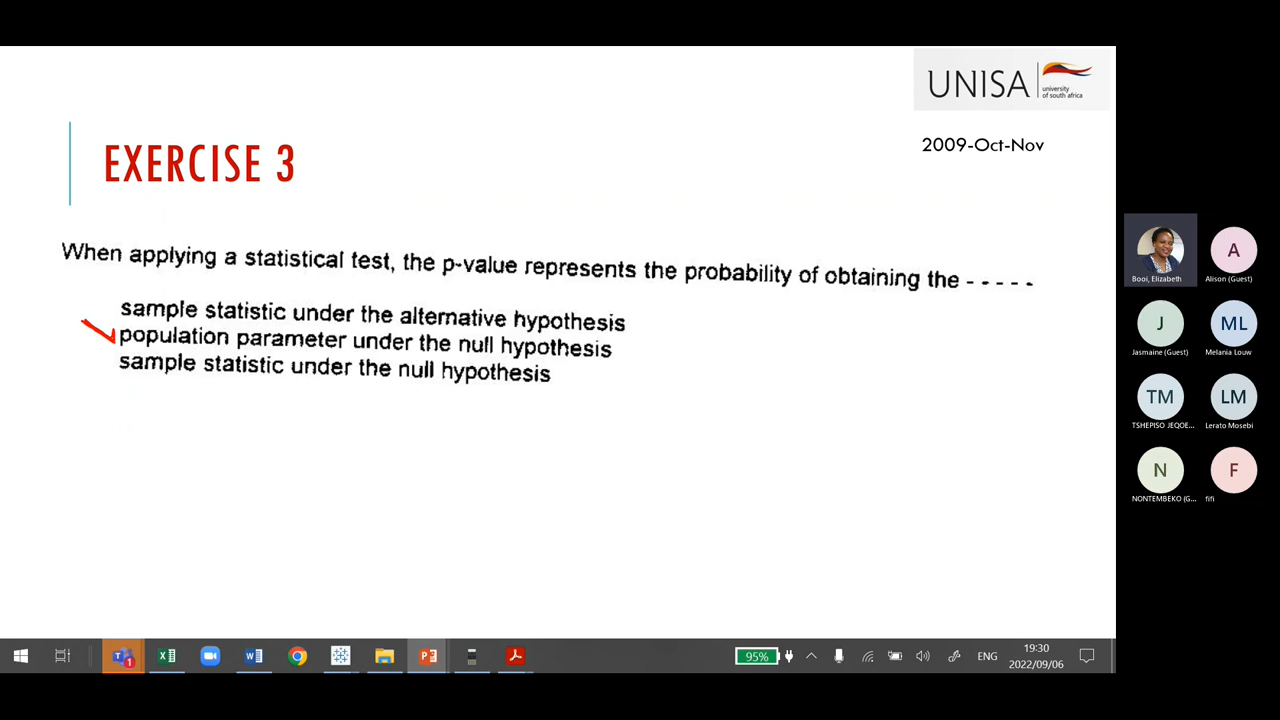 UNISA
university
of south africa
2009-Oct-Nov
EXERCISE 3
When applying a statistical test, the p-value represents the probability of obtaining the - - - - -
sample statistic under the alternative hypothesis
population parameter under the null hypothesis
sample statistic under the null hypothesis
Booi, Elizabeth
A
Alison (Guest)
J
Jasmaine (Guest)
ML
Melania Louw
TM
TSHEPISO JEQOE...
LM
Lerato Mosebi
N
NONTEMBEKO (G...
F
fifi
95%
ENG
19:30
2022/09/06
1